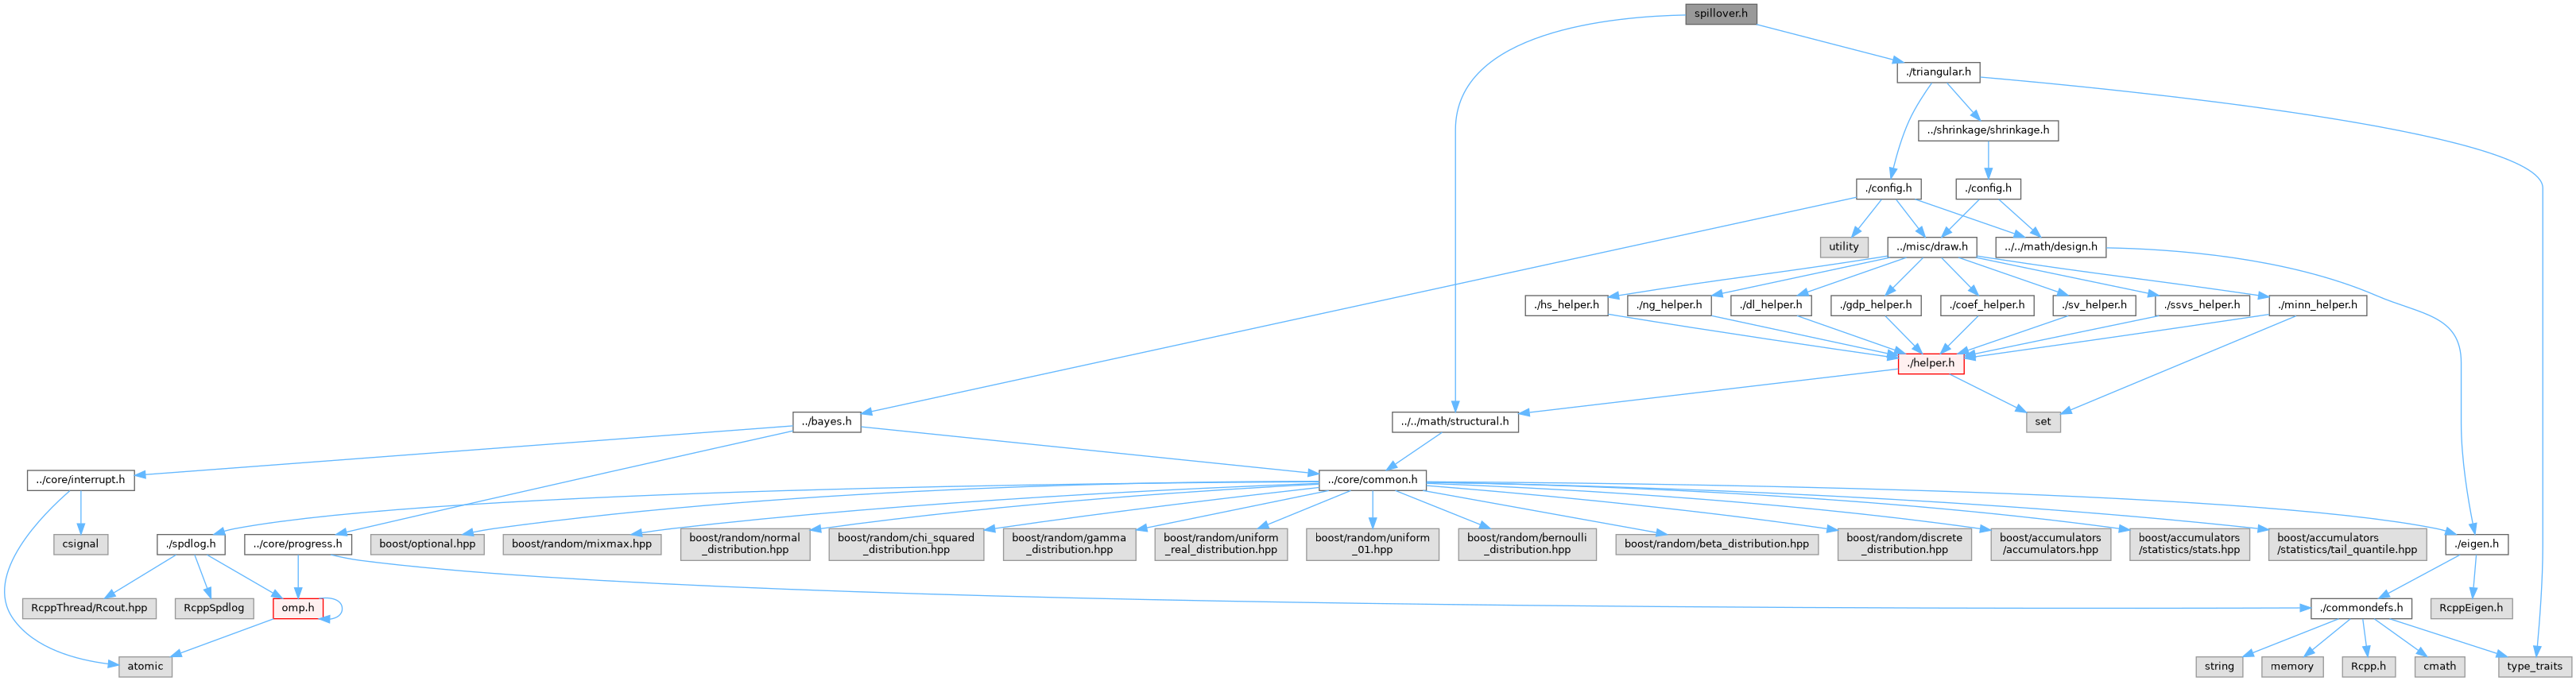 spillover.h
./triangular.h
../shrinkage/shrinkage.h
./config.h
./config.h
utility
../misc/draw.h
../../math/design.h
./hs_helper.h
./ng_helper.h
./dl_helper.h
./gdp_helper.h
./coef_helper.h
./sv_helper.h
./ssvs_helper.h
./minn_helper.h
./helper.h
../bayes.h
../../math/structural.h
set
../core/interrupt.h
../core/common.h
csignal
./spdlog.h
../core/progress.h
boost/optional.hpp
boost/random/mixmax.hpp
boost/random/normal
_distribution.hpp
boost/random/chi_squared
_distribution.hpp
boost/random/gamma
_distribution.hpp
boost/random/uniform
_real_distribution.hpp
boost/random/uniform
_01.hpp
boost/random/bernoulli
_distribution.hpp
boost/random/beta_distribution.hpp
boost/random/discrete
_distribution.hpp
boost/accumulators
/accumulators.hpp
boost/accumulators
/statistics/stats.hpp
boost/accumulators
/statistics/tail_quantile.hpp
./eigen.h
RcppThread/Rcout.hpp
RcppSpdlog
omp.h
./commondefs.h
RcppEigen.h
atomic
string
memory
Rcpp.h
cmath
type_traits